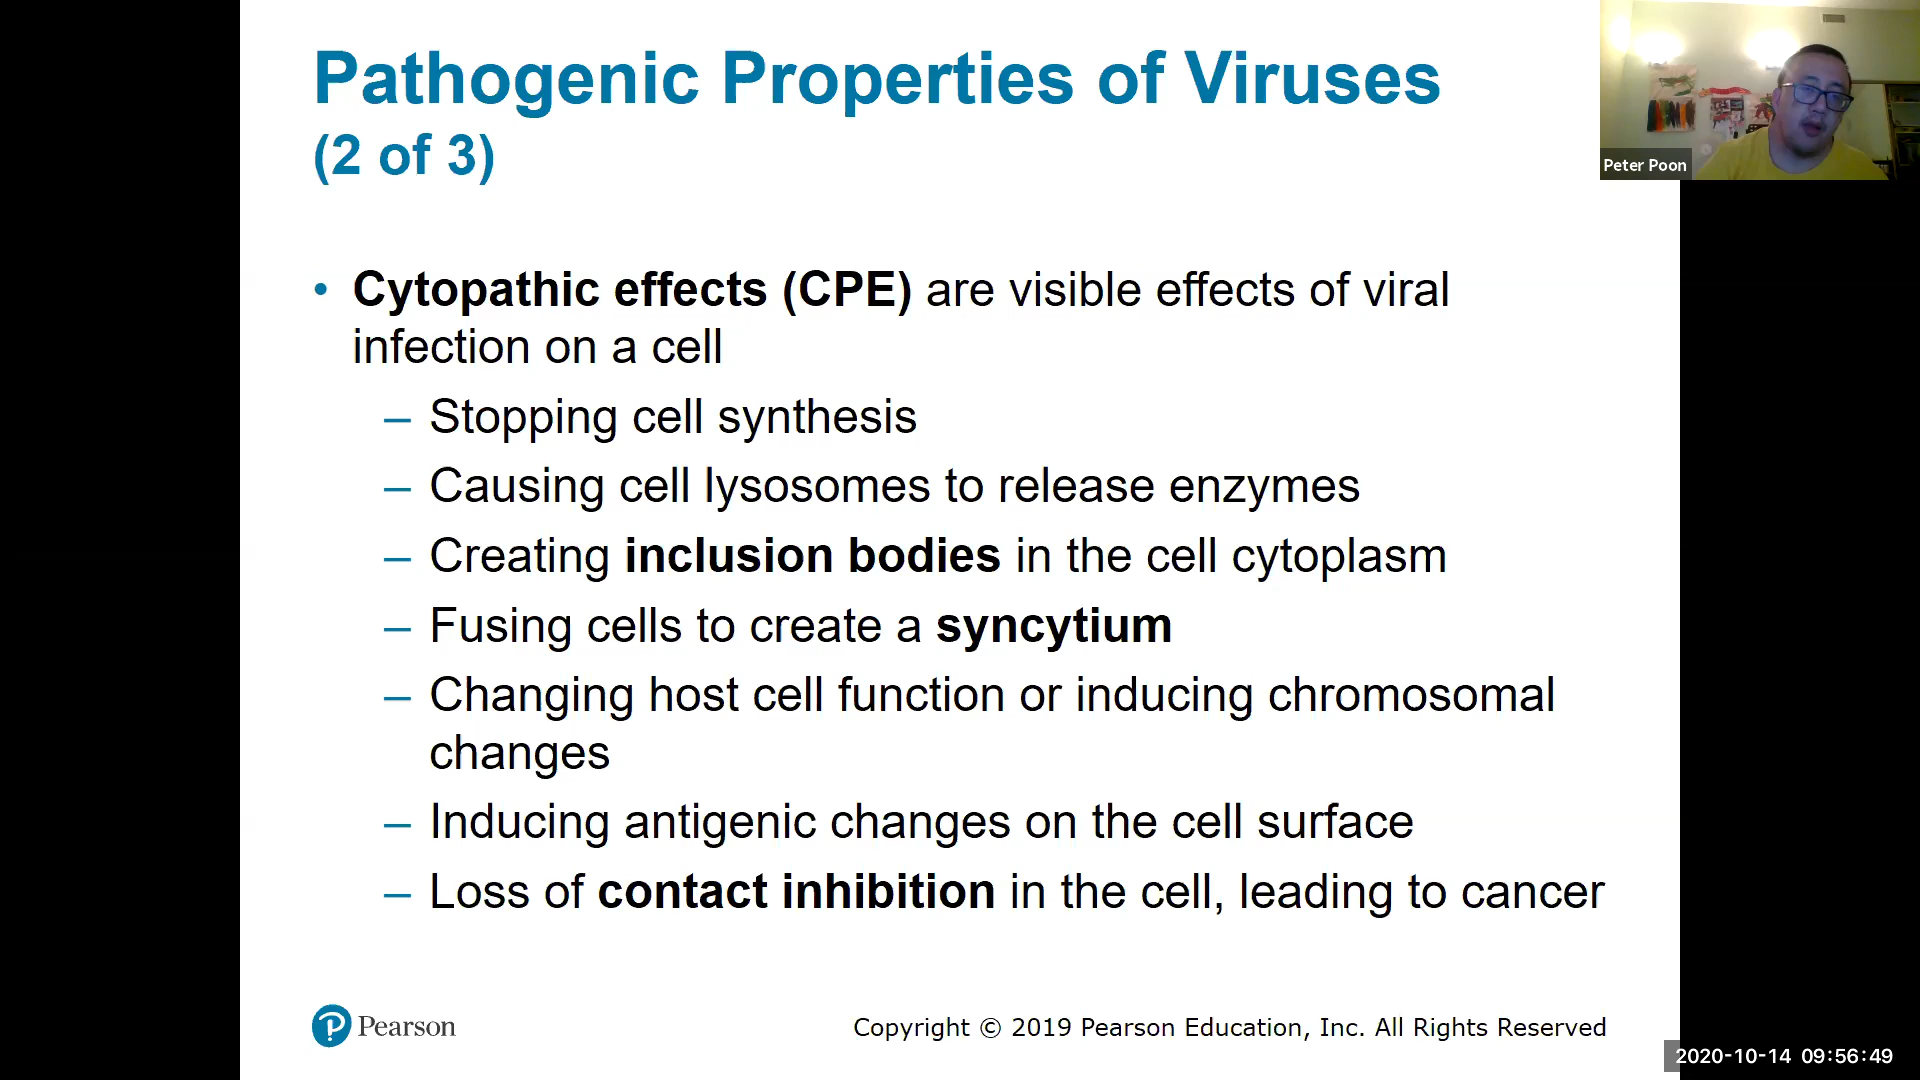 Pathogenic Properties of Viruses
(2 of 3)
Peter Poon
• Cytopathic effects (CPE) are visible effects of viral
infection on a cell
– Stopping cell synthesis
– Causing cell lysosomes to release enzymes
– Creating inclusion bodies in the cell cytoplasm
– Fusing cells to create a syncytium
– Changing host cell function or inducing chromosomal
changes
– Inducing antigenic changes on the cell surface
– Loss of contact inhibition in the cell, leading to cancer
Pearson
Copyright © 2019 Pearson Education, Inc. All Rights Reserved
2020-10-14 09:56:49